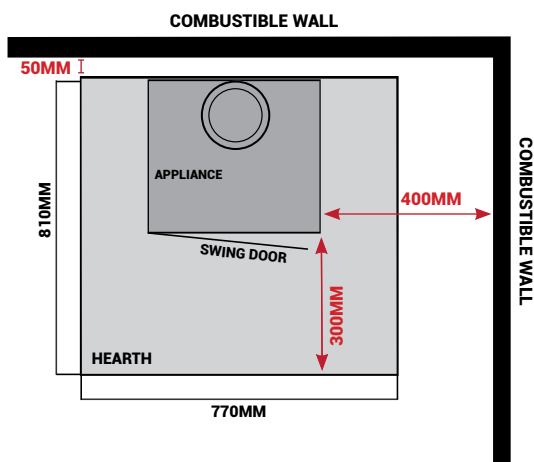 COMBUSTIBLE WALL
50MM
APPLIANCE
COMBUSTIBLE WALL
400MM
810MM
SWING DOOR
300MM
HEARTH
770MM